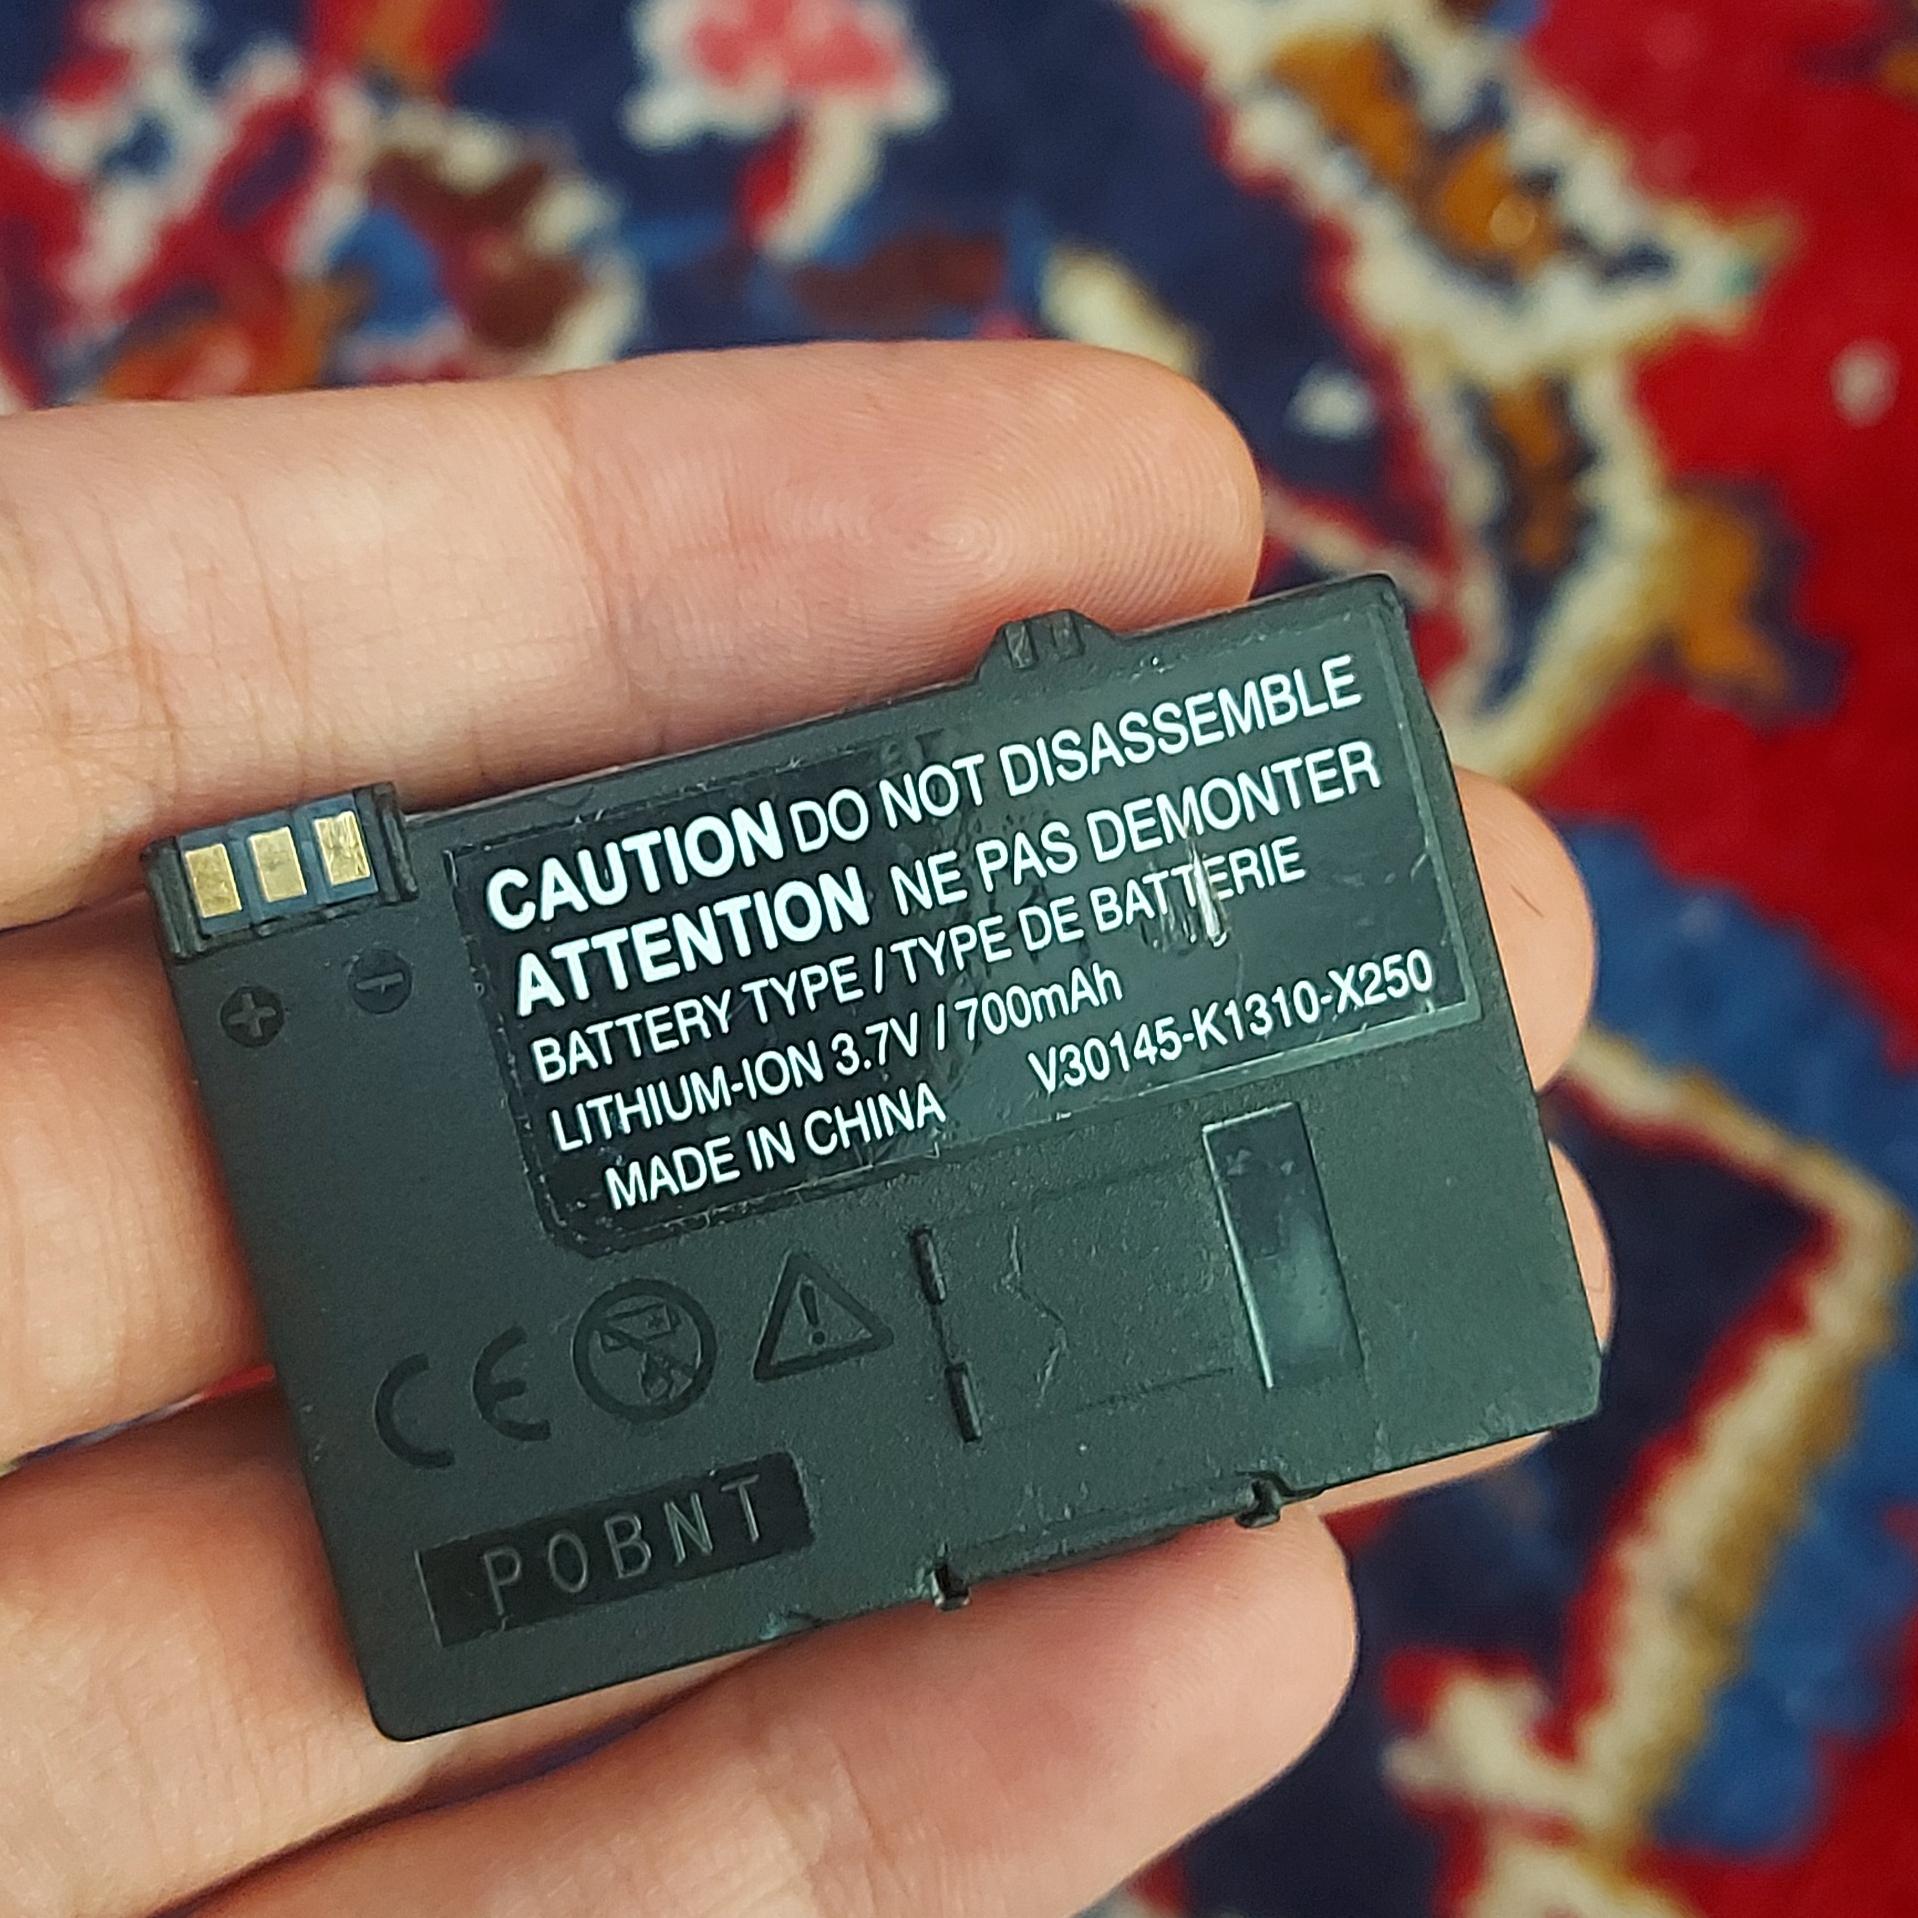 CAUTION DO NOT DISASSEMBLE
ATTENTION NE PAS DEMONTER
BATTERY TYPE / TYPE DE BATTERIE
LITHIUM-ION 3.7V / 700mAh
MADE IN CHINA V30145-K1310-X250
+ -
CE
P0BNT